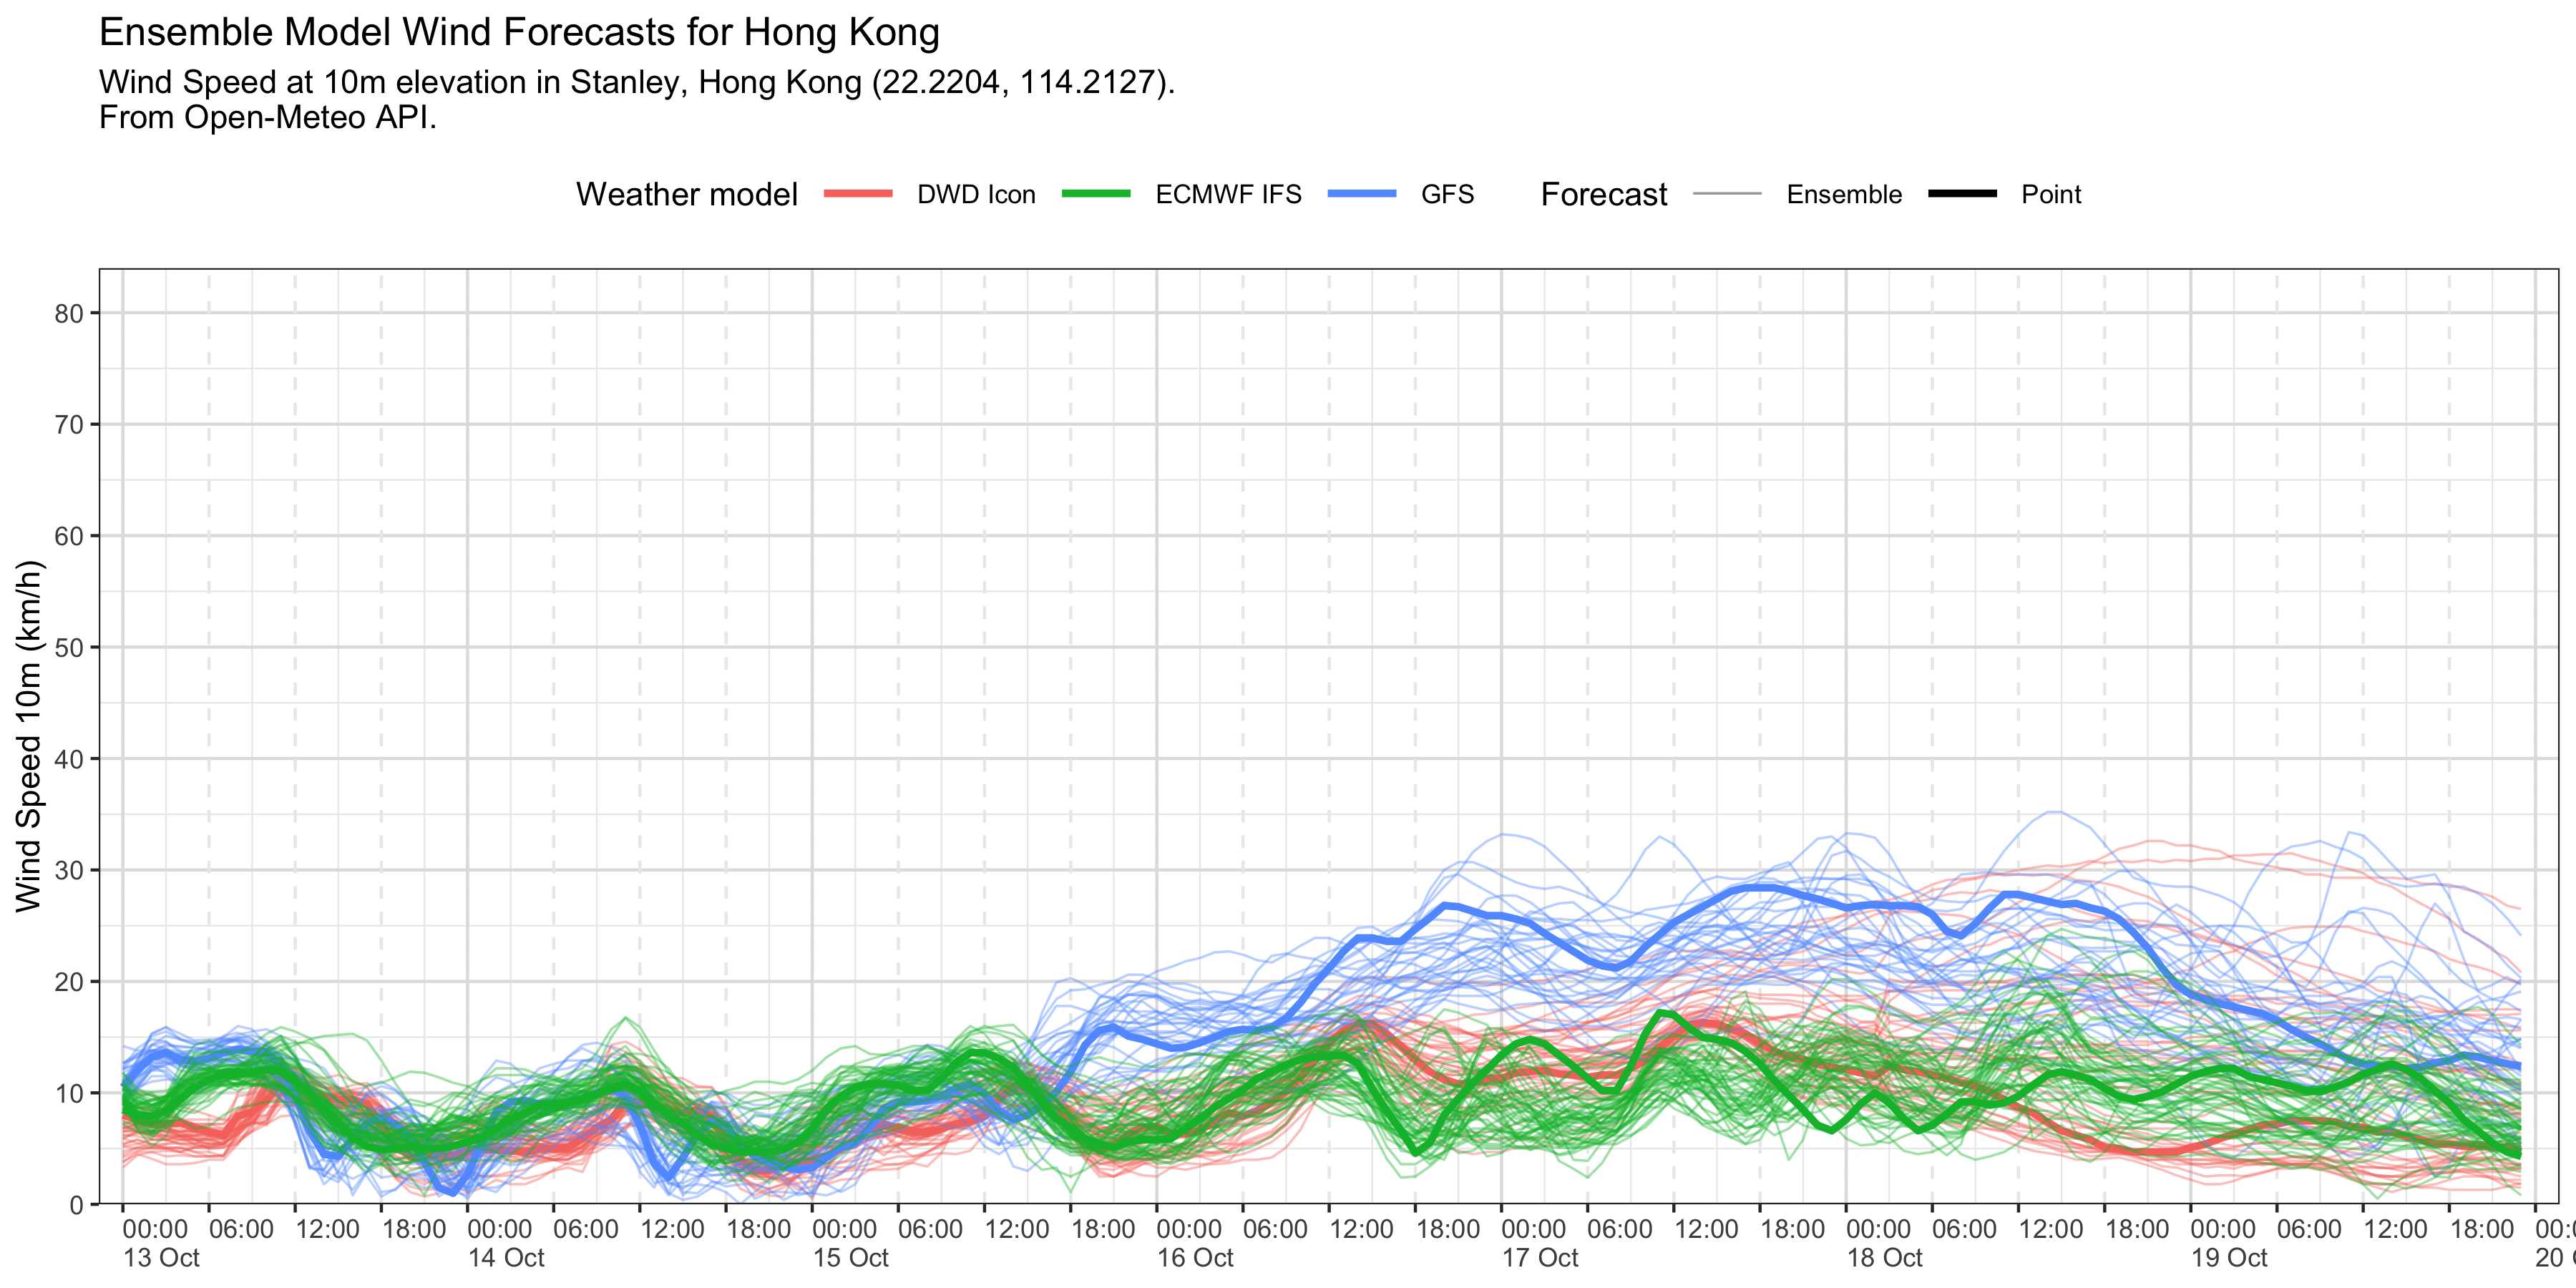 Ensemble Model Wind Forecasts for Hong Kong
Wind Speed at 10m elevation in Stanley, Hong Kong (22.2204, 114.2127).
From Open-Meteo API.
Weather model DWD Icon ECMWF IFS GFS Forecast Ensemble Point
Wind Speed 10m (km/h)
80
70
60
50
40
30
20
10
0
00:00 06:00 12:00 18:00 00:00 06:00 12:00 18:00 00:00 06:00 12:00 18:00 00:00 06:00 12:00 18:00 00:00 06:00 12:00 18:00 00:00 06:00 12:00 18:00 00:00 06:00 12:00 18:00 00:0
13 Oct 14 Oct 15 Oct 16 Oct 17 Oct 18 Oct 19 Oct 20